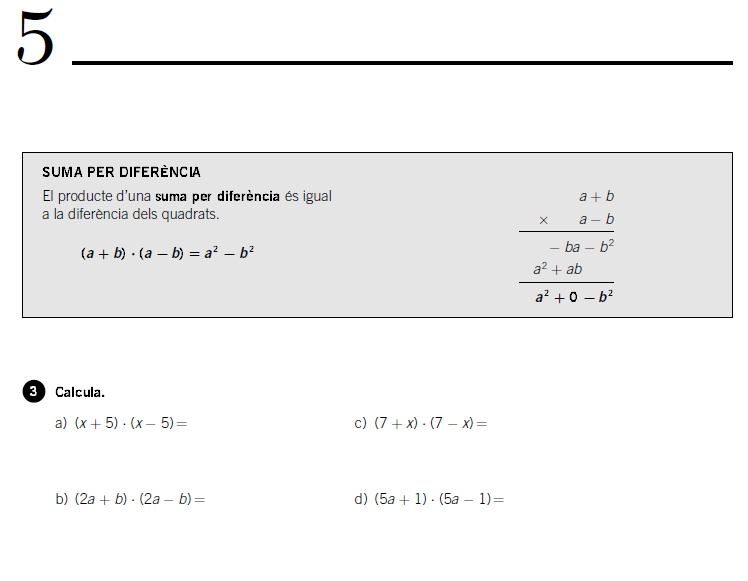 5
SUMA PER DIFERÈNCIA
El producte d'una suma per diferència és igual
a la diferència dels quadrats.
(a + b) · (a − b) = a² − b²
a + b
× a − b
− ba − b²
a² + ab
a² + 0 − b²
3 Calcula.
a) (x + 5) · (x − 5) =
c) (7 + x) · (7 − x) =
b) (2a + b) · (2a − b) =
d) (5a + 1) · (5a − 1) =